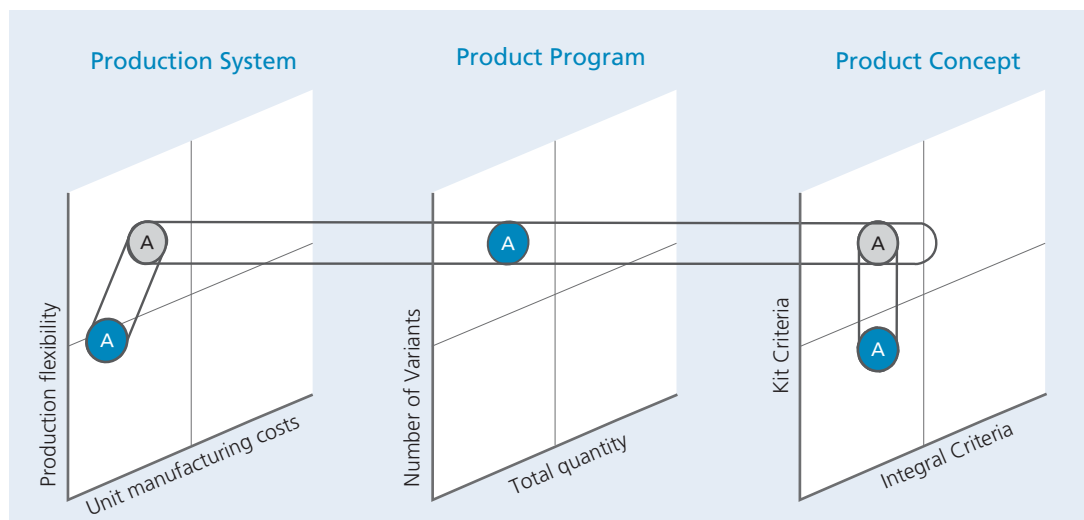 Production System
Product Program
Product Concept
A
A
A
A
A
Production flexibility
Unit manufacturing costs
Number of Variants
Total quantity
Kit Criteria
Integral Criteria